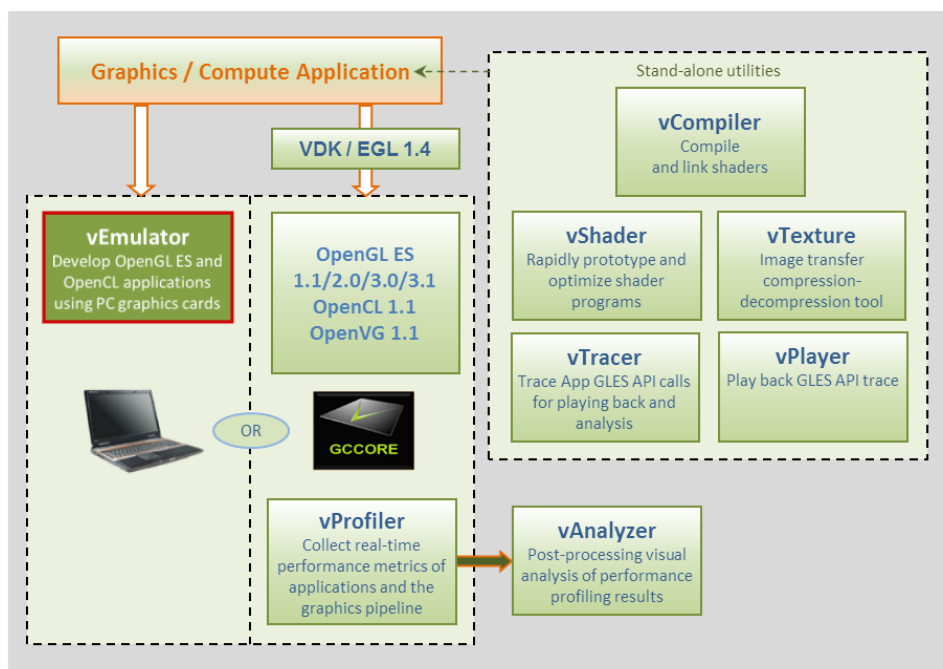 Graphics / Compute Application
VDK / EGL 1.4
vEmulator
Develop OpenGL ES and
OpenCL applications
using PC graphics cards
OpenGL ES
1.1/2.0/3.0/3.1
OpenCL 1.1
OpenVG 1.1
OR
GCCORE
vProfiler
Collect real-time
performance metrics of
applications and the
graphics pipeline
Stand-alone utilities
vCompiler
Compile
and link shaders
vShader
Rapidly prototype and
optimize shader
programs
vTexture
Image transfer
compression-
decompression tool
vTracer
Trace App GLES API calls
for playing back and
analysis
vPlayer
Play back GLES API trace
vAnalyzer
Post-processing visual
analysis of performance
profiling results